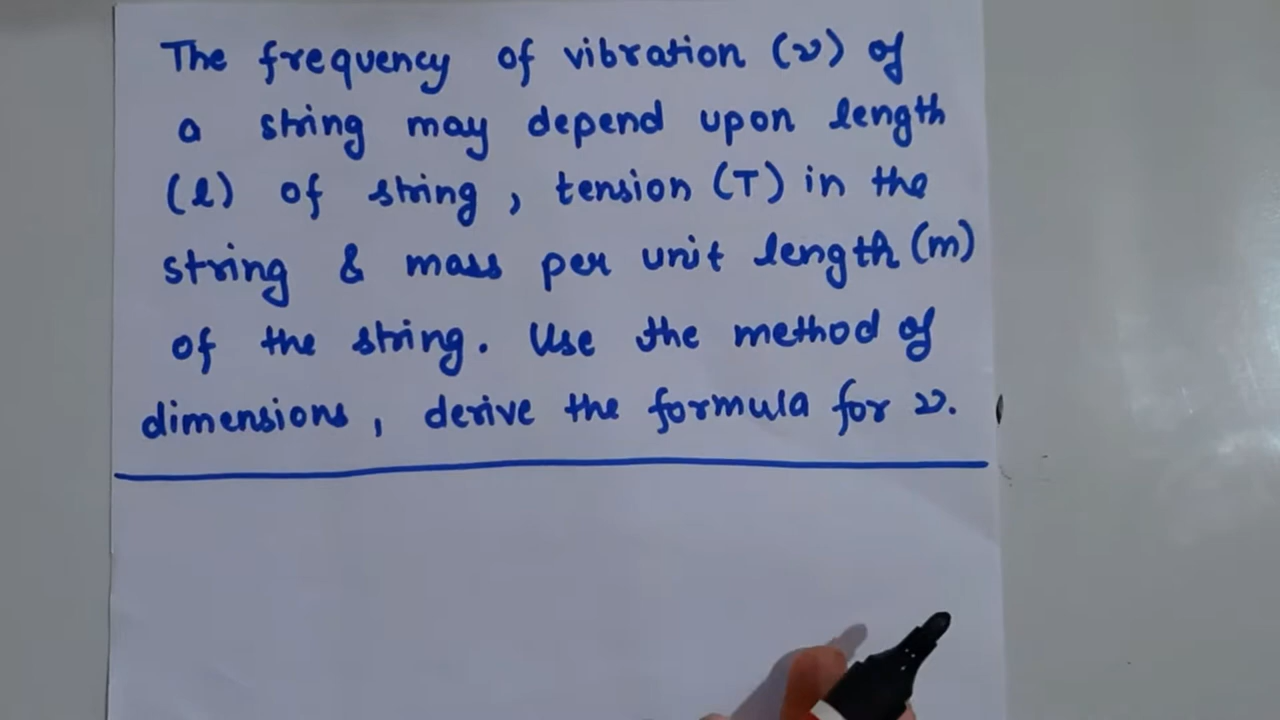 The frequency of vibration (ν) of
a string may depend upon length
(l) of string, tension (T) in the
string & mass per unit length (m)
of the string. Use the method of
dimensions, derive the formula for ν.